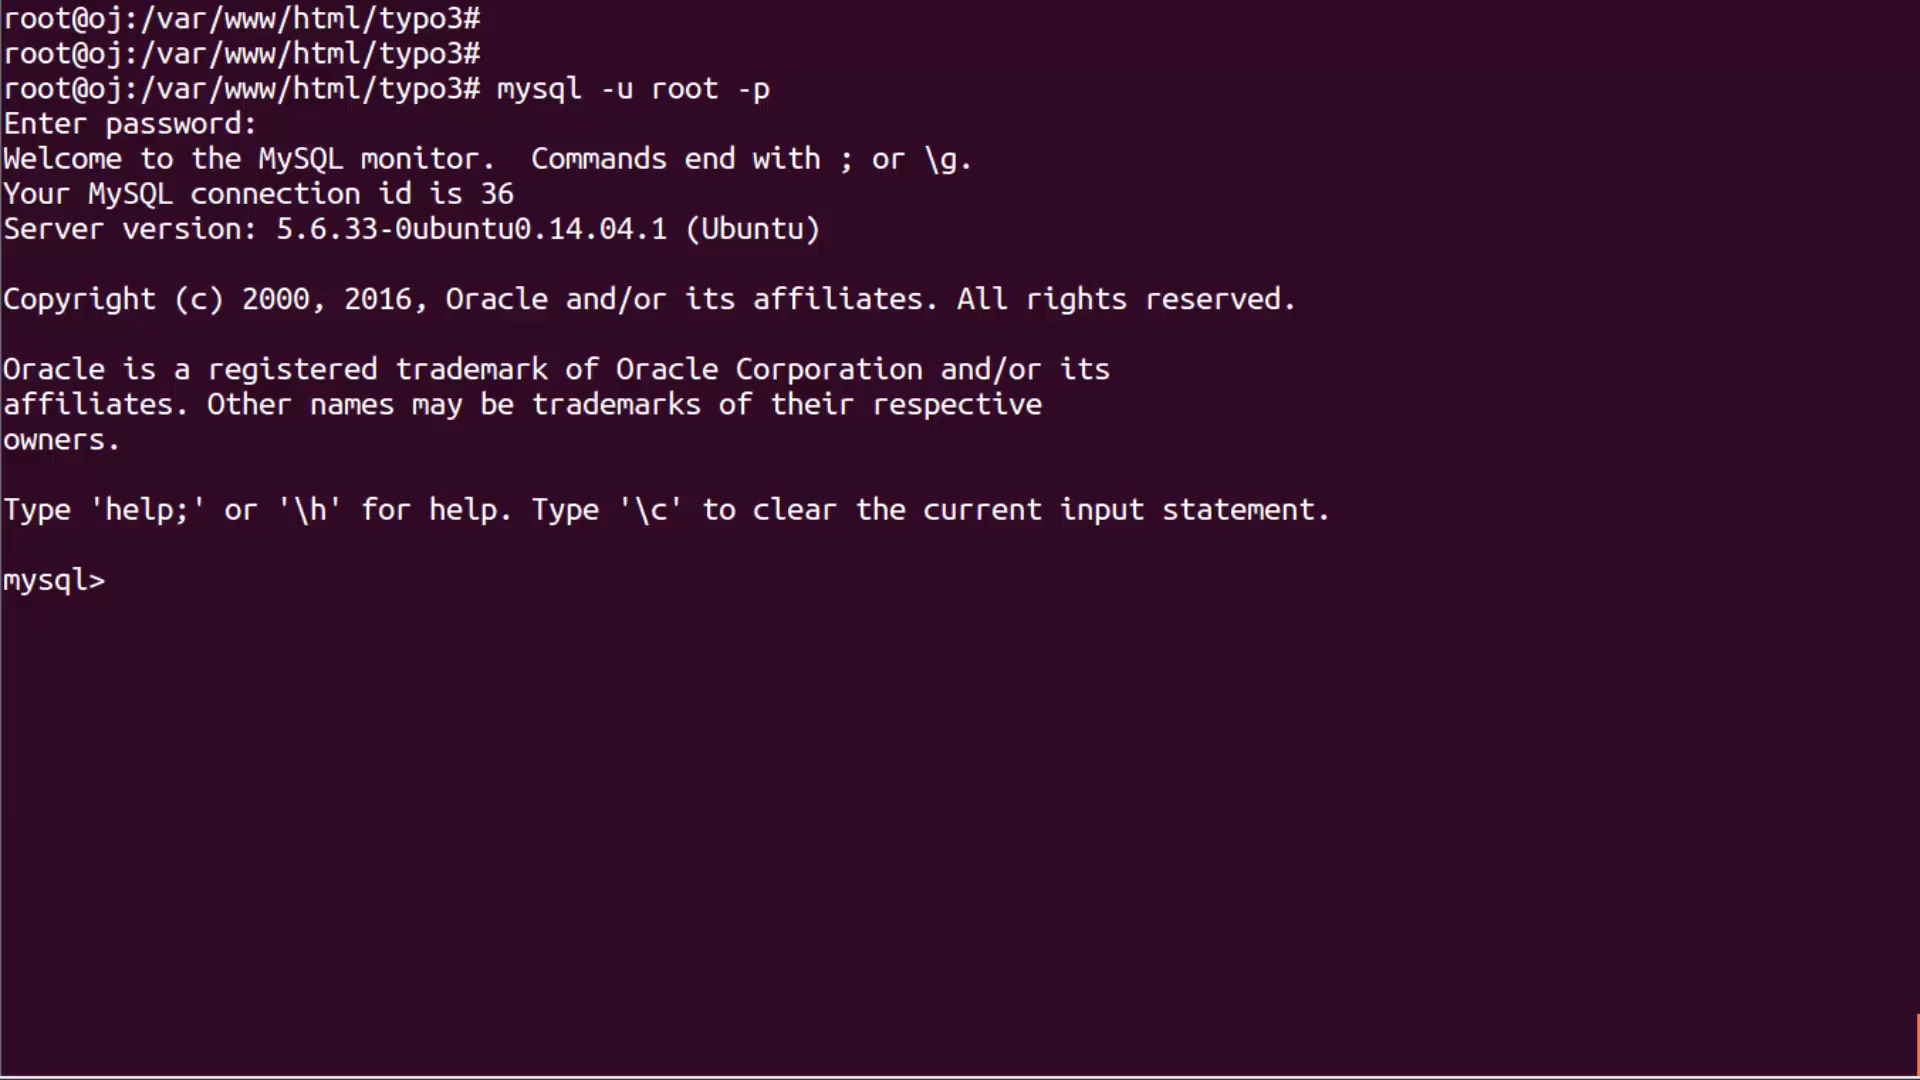 root@oj:/var/www/html/typo3#
root@oj:/var/www/html/typo3#
root@oj:/var/www/html/typo3# mysql -u root -p
Enter password:
Welcome to the MySQL monitor.  Commands end with ; or \g.
Your MySQL connection id is 36
Server version: 5.6.33-0ubuntu0.14.04.1 (Ubuntu)
Copyright (c) 2000, 2016, Oracle and/or its affiliates. All rights reserved.
Oracle is a registered trademark of Oracle Corporation and/or its
affiliates. Other names may be trademarks of their respective
owners.
Type 'help;' or '\h' for help. Type '\c' to clear the current input statement.
mysql>